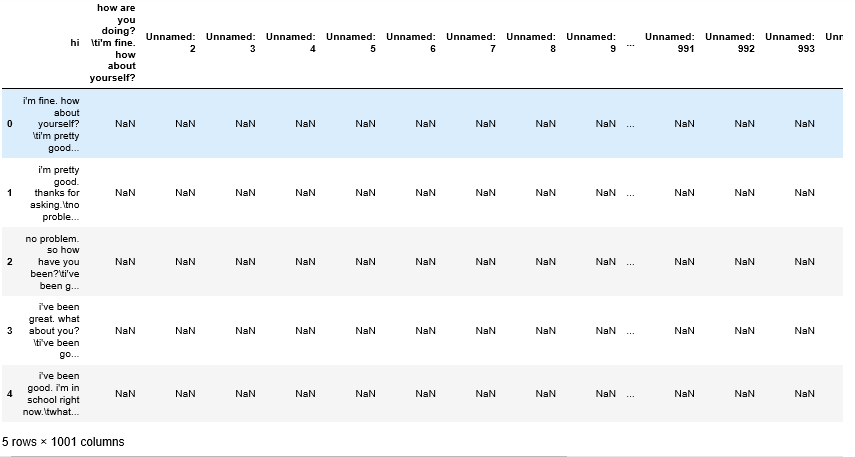 hi how are you doing? \ti'm fine. how about yourself? Unnamed: 2 Unnamed: 3 Unnamed: 4 Unnamed: 5 Unnamed: 6 Unnamed: 7 Unnamed: 8 Unnamed: 9 ... Unnamed: 991 Unnamed: 992 Unnamed: 993 Unr
0 i'm fine. how about yourself? \ti'm pretty good... NaN NaN NaN NaN NaN NaN NaN NaN NaN ... NaN NaN NaN
1 i'm pretty good. thanks for asking.\tno proble... NaN NaN NaN NaN NaN NaN NaN NaN NaN ... NaN NaN NaN
2 no problem. so how have you been?\ti've been g... NaN NaN NaN NaN NaN NaN NaN NaN NaN ... NaN NaN NaN
3 i've been great. what about you? \ti've been go... NaN NaN NaN NaN NaN NaN NaN NaN NaN ... NaN NaN NaN
4 i've been good. i'm in school right now.\twhat... NaN NaN NaN NaN NaN NaN NaN NaN NaN ... NaN NaN NaN
5 rows × 1001 columns